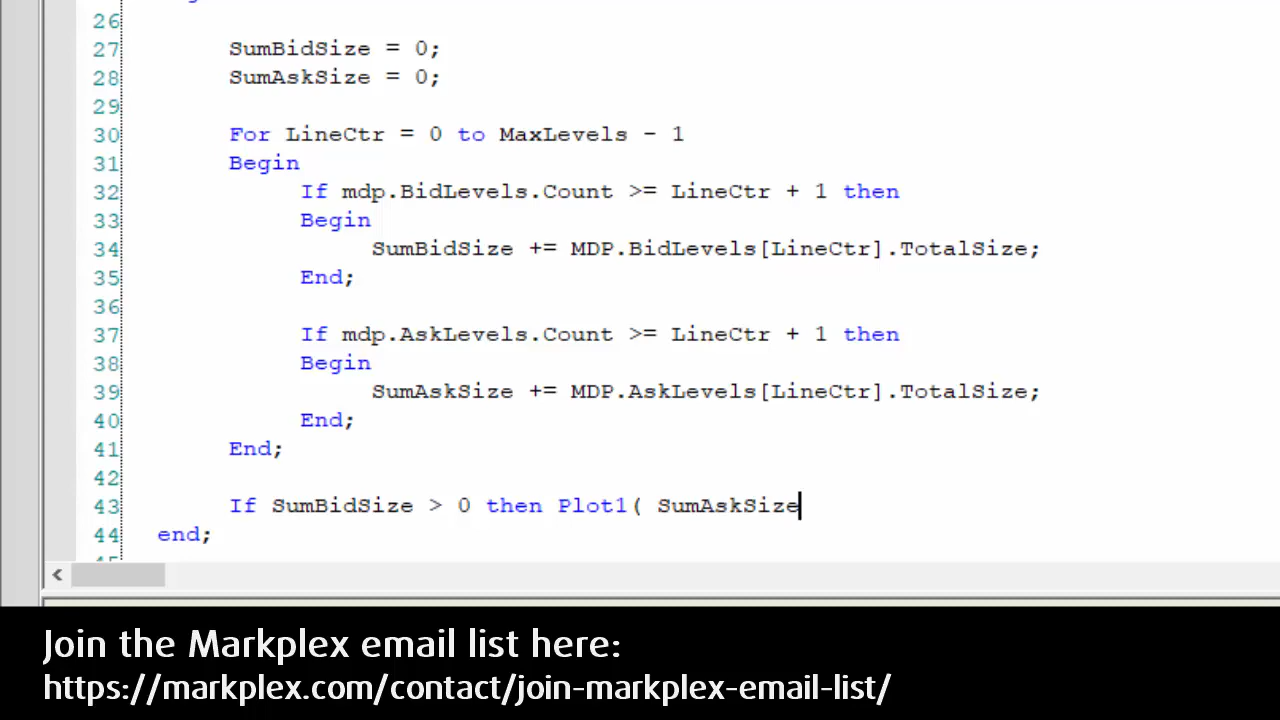 26
27 SumBidSize = 0;
28 SumAskSize = 0;
29
30 For LineCtr = 0 to MaxLevels - 1
31 Begin
32 If mdp.BidLevels.Count >= LineCtr + 1 then
33 Begin
34 SumBidSize += MDP.BidLevels[LineCtr].TotalSize;
35 End;
36
37 If mdp.AskLevels.Count >= LineCtr + 1 then
38 Begin
39 SumAskSize += MDP.AskLevels[LineCtr].TotalSize;
40 End;
41 End;
42
43 If SumBidSize > 0 then Plot1( SumAskSize
44 end;
Join the Markplex email list here:
https://markplex.com/contact/join-markplex-email-list/